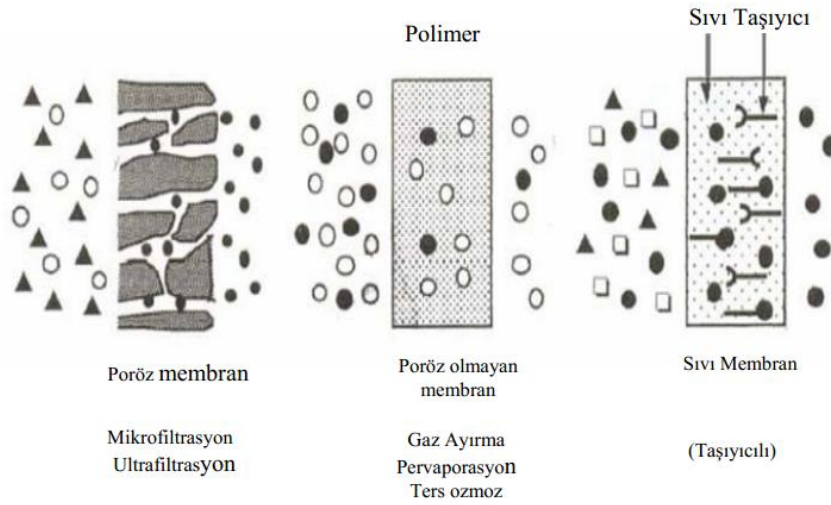 Polimer
Sıvı Taşıyıcı
Poröz membran
Mikrofiltrasyon
Ultrafiltrasyon
Poröz olmayan
membran
Gaz Ayırma
Pervaporasyon
Ters ozmoz
Sıvı Membran
(Taşıyıcılı)